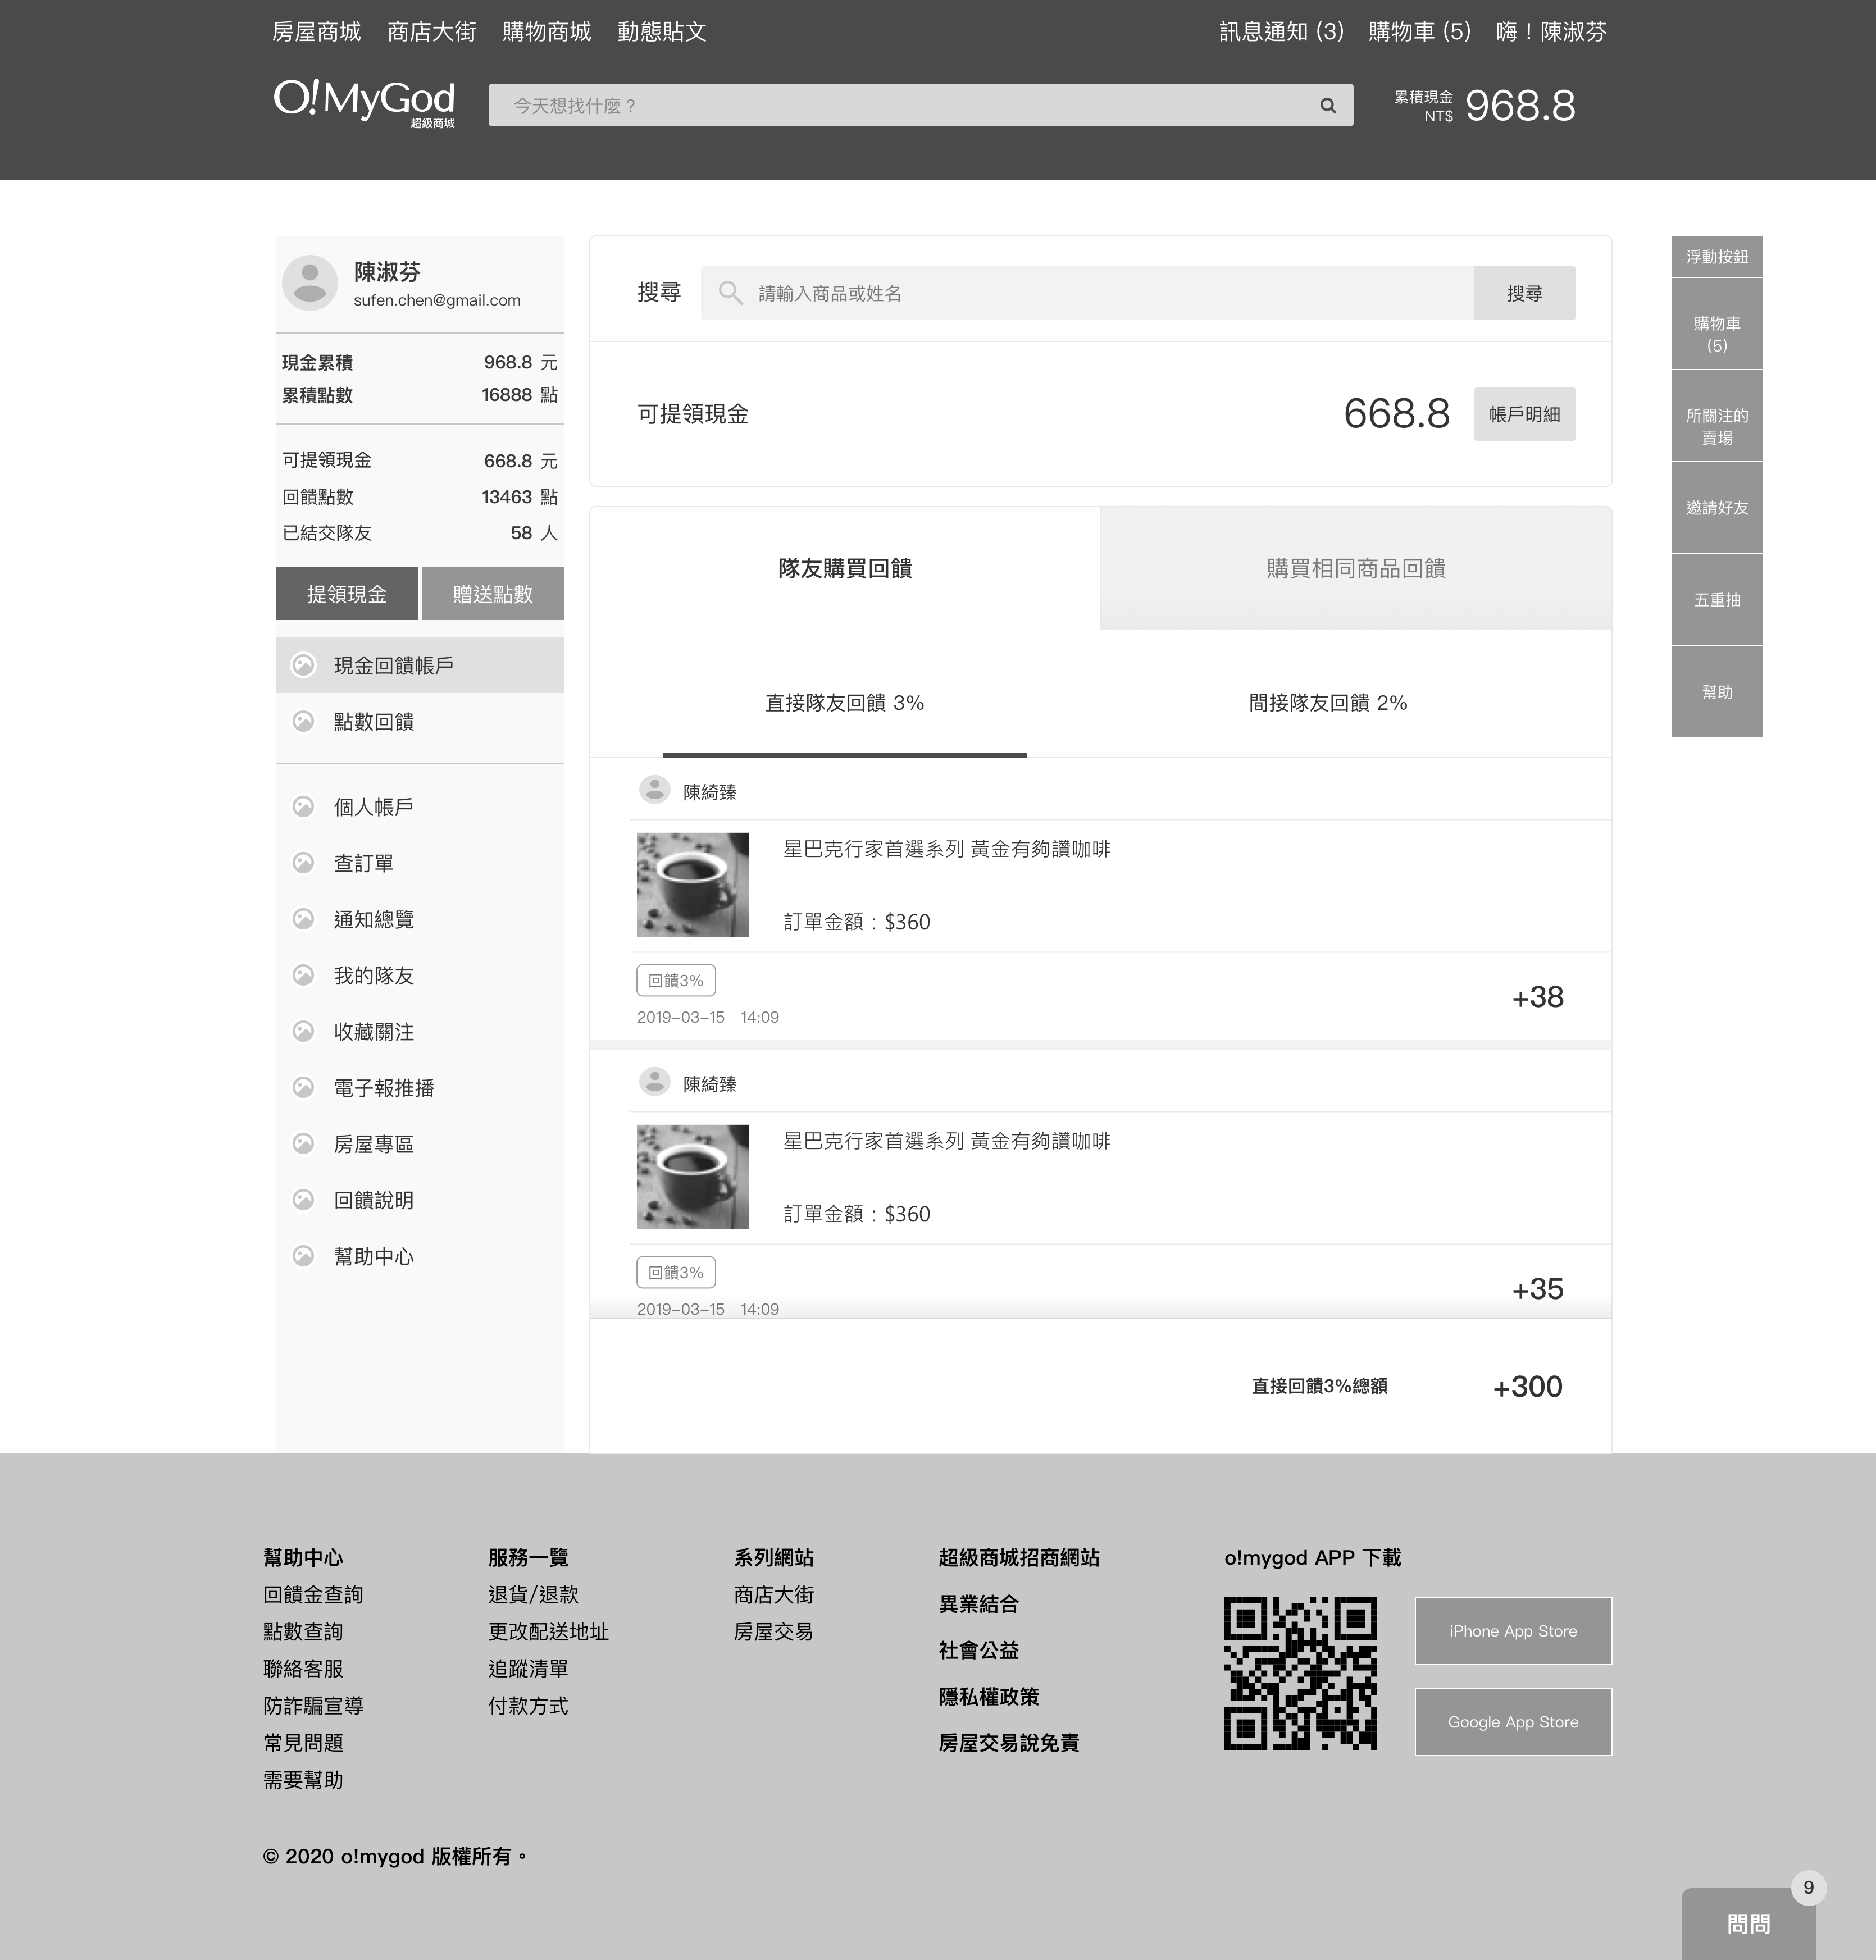 房屋商城 商店大街 購物商城 動態貼文
訊息通知 (3) 購物車 (5) 嗨！陳淑芬
O!MyGod
超級商城
今天想找什麼？
累積現金
NT$
968.8
陳淑芬
sufen.chen@gmail.com
現金累積 968.8 元
累積點數 16888 點
可提領現金 668.8 元
回饋點數 13463 點
已結交隊友 58 人
提領現金 贈送點數
現金回饋帳戶
點數回饋
個人帳戶
查訂單
通知總覽
我的隊友
收藏關注
電子報推播
房屋專區
回饋說明
幫助中心
搜尋 請輸入商品或姓名 搜尋
可提領現金 668.8 帳戶明細
隊友購買回饋 購買相同商品回饋
直接隊友回饋 3% 間接隊友回饋 2%
陳綺臻
星巴克行家首選系列 黃金有夠讚咖啡
訂單金額：$360
回饋3%
2019-03-15 14:09
+38
陳綺臻
星巴克行家首選系列 黃金有夠讚咖啡
訂單金額：$360
回饋3%
2019-03-15 14:09
+35
直接回饋3%總額 +300
浮動按鈕
購物車
(5)
所關注的
賣場
邀請好友
五重抽
幫助
幫助中心
回饋金查詢
點數查詢
聯絡客服
防詐騙宣導
常見問題
需要幫助
服務一覽
退貨/退款
更改配送地址
追蹤清單
付款方式
系列網站
商店大街
房屋交易
超級商城招商網站
異業結合
社會公益
隱私權政策
房屋交易說免責
o!mygod APP 下載
iPhone App Store
Google App Store
© 2020 o!mygod 版權所有。
9
問問